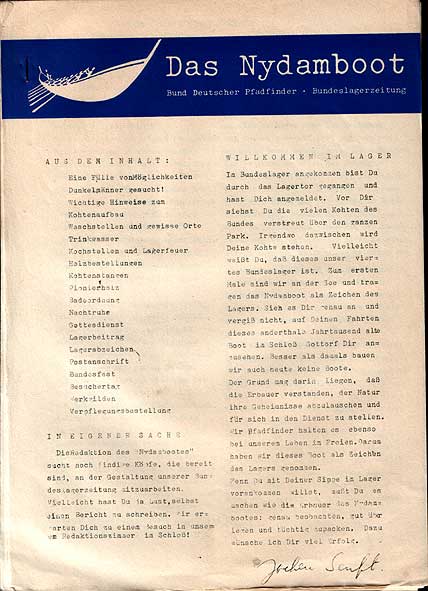 Das Nydamboot
Bund Deutscher Pfadfinder · Bundeslagerzeitung
AUS DEM INHALT:
Eine Fülle vonMöglichkeiten
Dunkelmänner gesucht!
Wichtige Hinweise zum
Kohtenaufbau
Waschstellen und gewisse Orte
Trinkwasser
Kochstellen und Lagerfeuer
Holzbestellungen
Kohtenstangen
Pionierholz
Badeordnung
Nachtruhe
Gottesdienst
Lagerbeitrag
Lagerabzeichen
Postanschrift
Bundesfest
Besuchertag
Werkgilden
Verpflegungsbestellung
IN EIGENER SACHE
DieRedaktion des "Nydambootes"
sucht noch findige Köpfe, die bereit
sind, an der Gestaltung unserer Bun
deslagerzeitung mitzuarbeiten.
Vielleicht hast Du ja Lust,selbst
einen Bericht zu schreiben. Wir er
warten Dich zu einem Besuch in unsem
em Redaktionszimmer im Schloß!
WILLKOMMEN IM LAGER
Im Bundeslager angekommen bist Du
durch das Lagertor gegangen und
hast Dich angemeldet. Vor Dir
siehst Du die vielen Kohten des
Bundes verstreut über den ganzen
Park. Irgendwo dazwischen wird
Deine Kohte stehen. Vielleicht
weißt Du, daß dieses unser vier-
tes Bundeslager ist. Zum ersten
Male sind wir an der See und tra-
gen das Nydamboot als Zeichen des
Lagers. Sieh es Dir genau an und
vergiß nicht, auf Deinen Fahrten
dieses anderthalb Jahrtausend alte
Boot im Schloß Gottorf Dir an-
zusehen. Besser als damals bauen
wir auch heute keine Boote.
Der Grund mag darin liegen, daß
die Erbauer verstanden, der Natur
ihre Geheimnisse abzulauschen und
für sich in den Dienst zu stellen.
Wir Pfadfinder halten es ebenso
bei unserem Leben im Freien.Darum
haben wir dieses Boot als Zeichen
des Lagers genommen.
Wenn Du mit Deiner Sippe im Lager
vorankommen willst, mußt Du es
machen wie die Erbauer des Nydam-
bootes: genau beobachten, gut über
legen und tüchtig zupacken. Dazu
wünsche ich Dir viel Erfolg.
Jochen Senft.